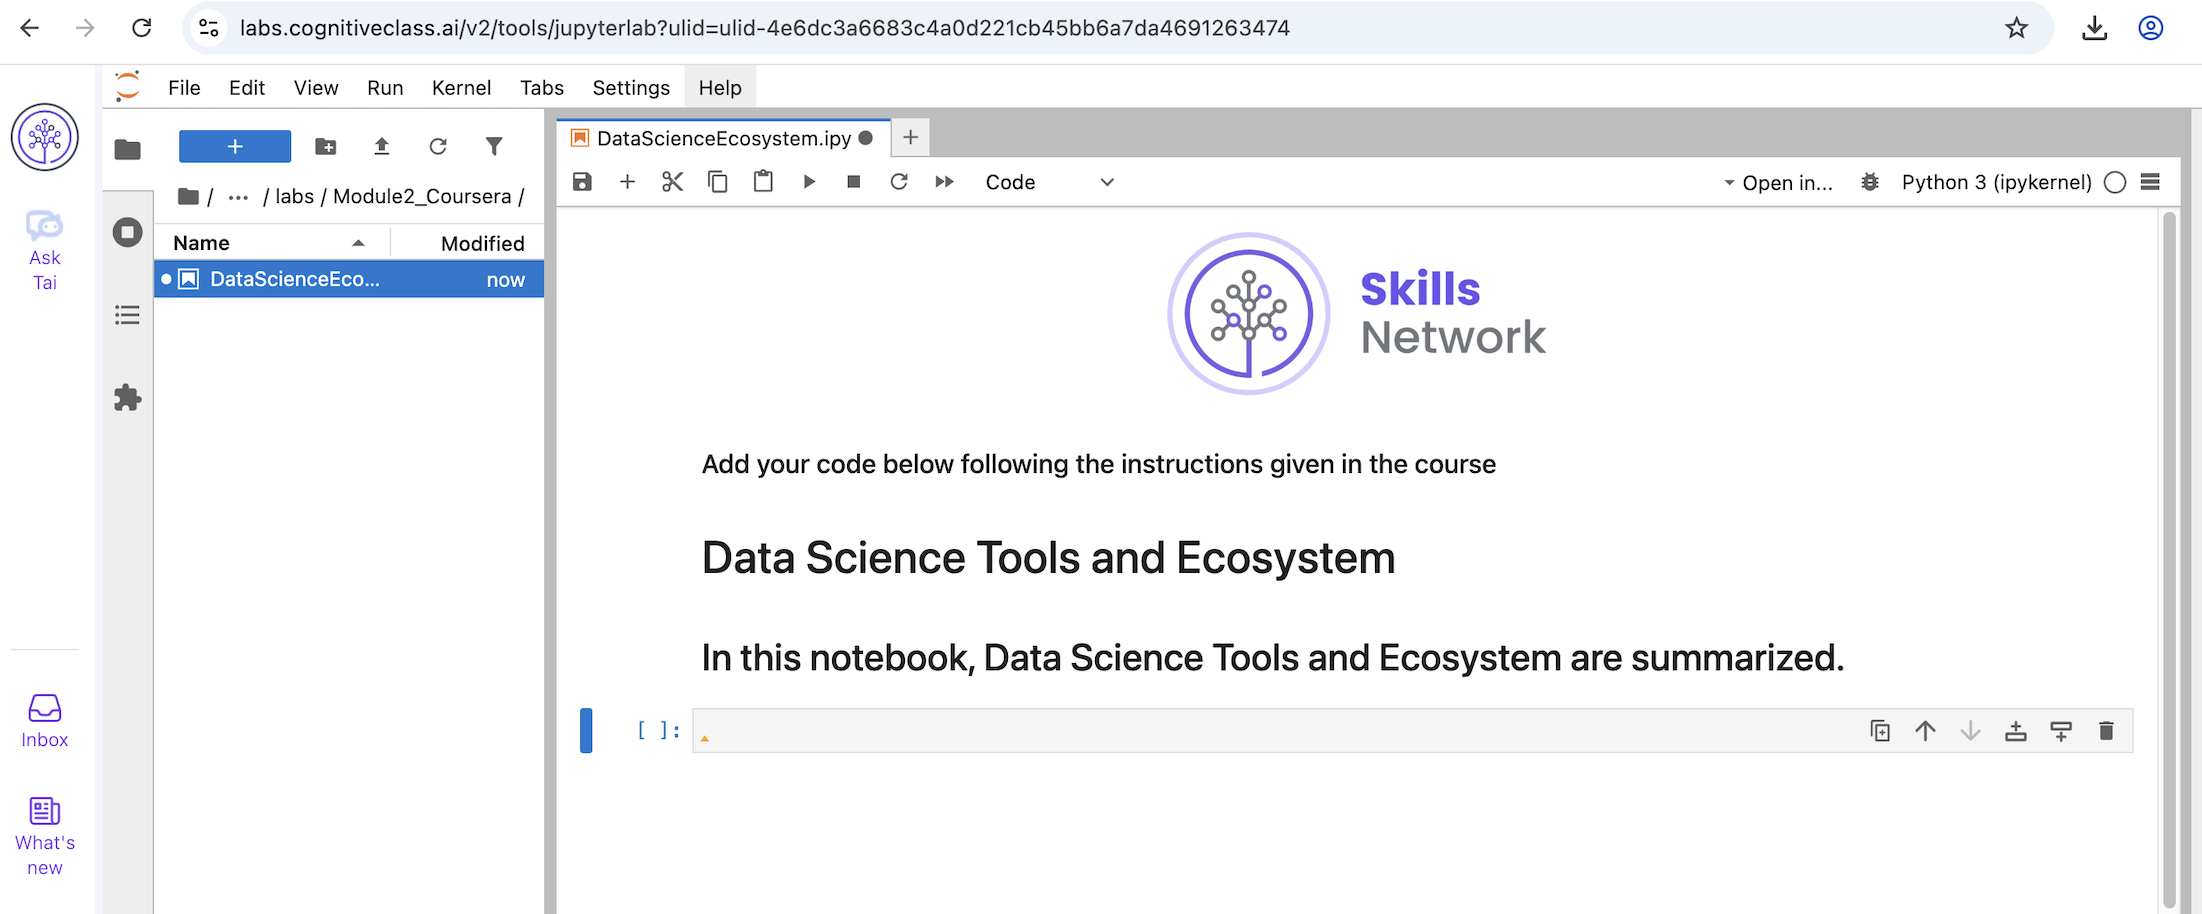 labs.cognitiveclass.ai/v2/tools/jupyterlab?ulid=ulid-4e6dc3a6683c4a0d221cb45bb6a7da4691263474
File Edit View Run Kernel Tabs Settings Help
Ask
Tai
Inbox
What's
new
+
/ ... / labs / Module2_Coursera /
Name Modified
DataScienceEco... now
DataScienceEcosystem.ipy
Code
Open in...
Python 3 (ipykernel)
Skills
Network
Add your code below following the instructions given in the course
Data Science Tools and Ecosystem
In this notebook, Data Science Tools and Ecosystem are summarized.
[ ]: